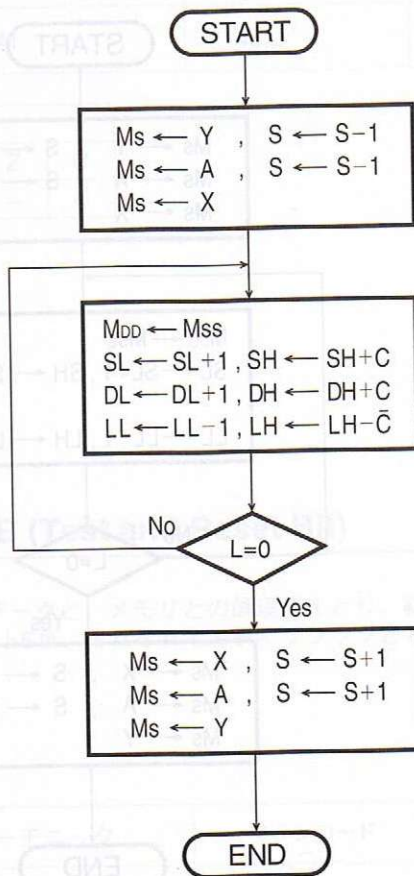 START
Ms ← Y , S ← S-1
Ms ← A , S ← S-1
Ms ← X
MDD ← Mss
SL ← SL+1 , SH ← SH+C
DL ← DL+1 , DH ← DH+C
LL ← LL-1 , LH ← LH-C̄
L=0
No
Yes
Ms ← X , S ← S+1
Ms ← A , S ← S+1
Ms ← Y
END